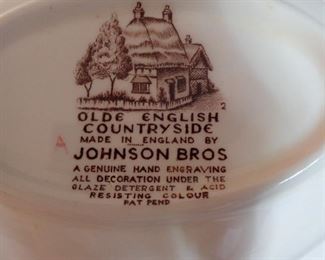 2
OLDE ENGLISH
COUNTRYSIDE
MADE IN ENGLAND BY
A
JOHNSON BROS
A GENUINE HAND ENGRAVING
ALL DECORATION UNDER THE
GLAZE DETERGENT & ACID
RESISTING COLOUR
PAT PEND